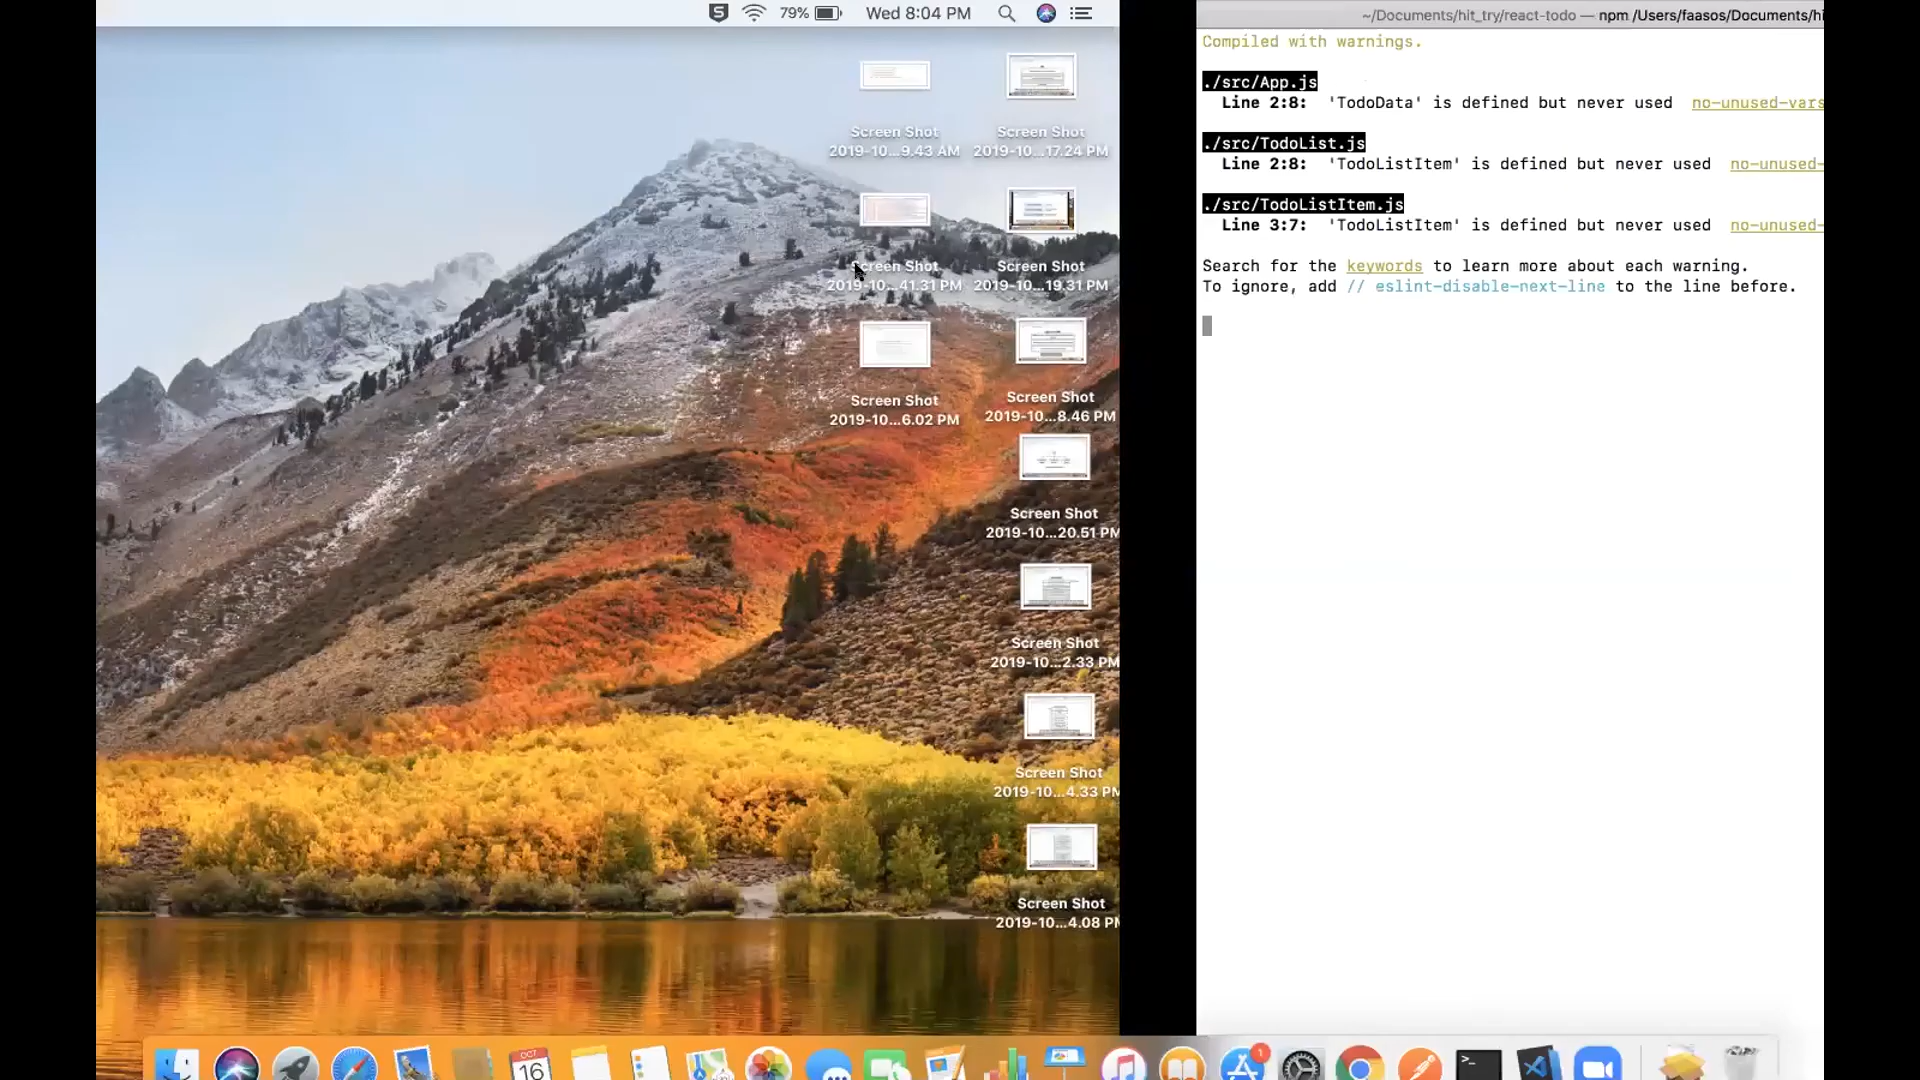 79%
Wed 8:04 PM
Screen Shot
2019-10...9.43 AM
Screen Shot
2019-10...17.24 PM
Screen Shot
2019-10...41.31 PM
Screen Shot
2019-10...19.31 PM
Screen Shot
2019-10...6.02 PM
Screen Shot
2019-10...8.46 PM
Screen Shot
2019-10...20.51 PM
Screen Shot
2019-10...2.33 PM
Screen Shot
2019-10...4.33 PM
Screen Shot
2019-10...4.08 PM
~/Documents/hit_try/react-todo — npm /Users/faasos/Documents/hi
Compiled with warnings.
./src/App.js
Line 2:8: 'TodoData' is defined but never used no-unused-vars
./src/TodoList.js
Line 2:8: 'TodoListItem' is defined but never used no-unused-
./src/TodoListItem.js
Line 3:7: 'TodoListItem' is defined but never used no-unused-
Search for the keywords to learn more about each warning.
To ignore, add // eslint-disable-next-line to the line before.
OCT
16
1
>_